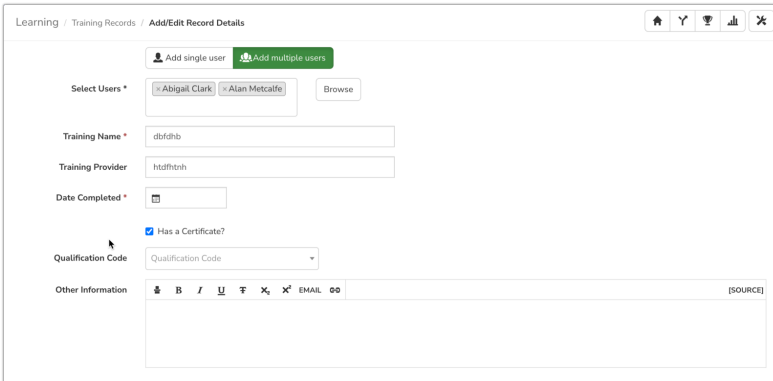 Learning / Training Records / Add/Edit Record Details
Add single user Add multiple users
Select Users * ×Abigail Clark ×Alan Metcalfe Browse
Training Name * dbfdhb
Training Provider htdfhtnh
Date Completed *
Has a Certificate?
Qualification Code Qualification Code
Other Information B I U T X₂ X² EMAIL [SOURCE]